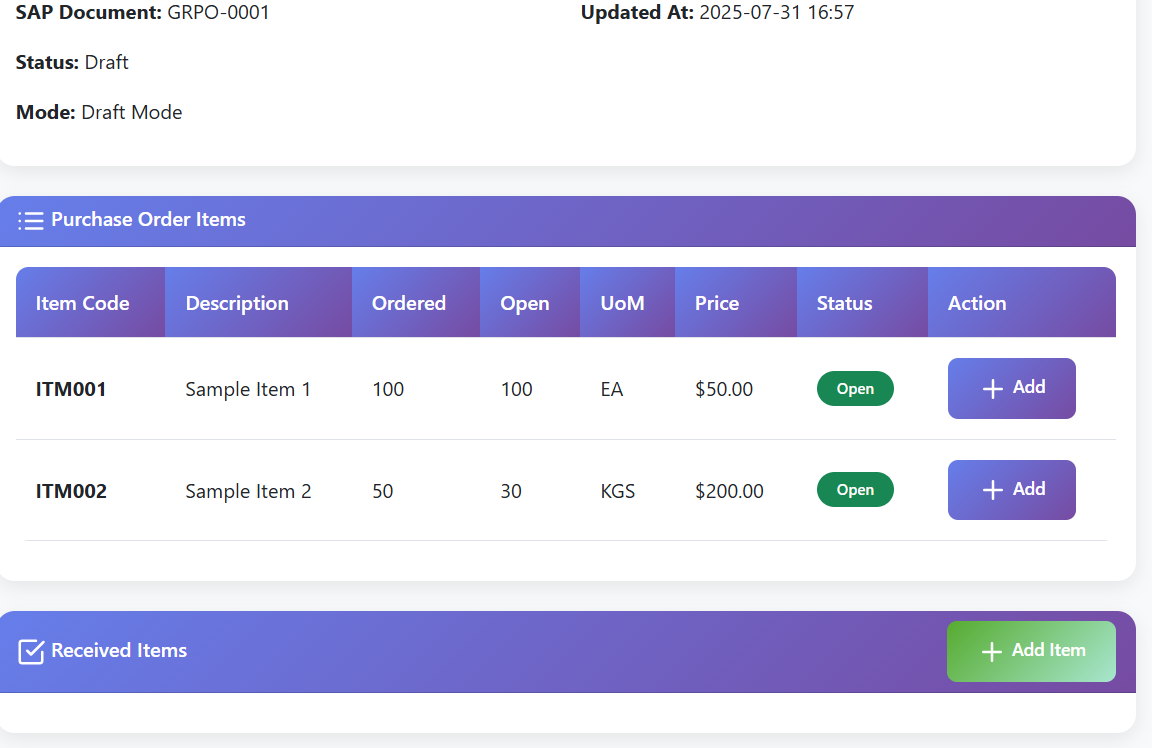 SAP Document: GRPO-0001 Updated At: 2025-07-31 16:57
Status: Draft
Mode: Draft Mode
Purchase Order Items
Item Code Description Ordered Open UoM Price Status Action
ITM001 Sample Item 1 100 100 EA $50.00 Open Add
ITM002 Sample Item 2 50 30 KGS $200.00 Open Add
Received Items Add Item